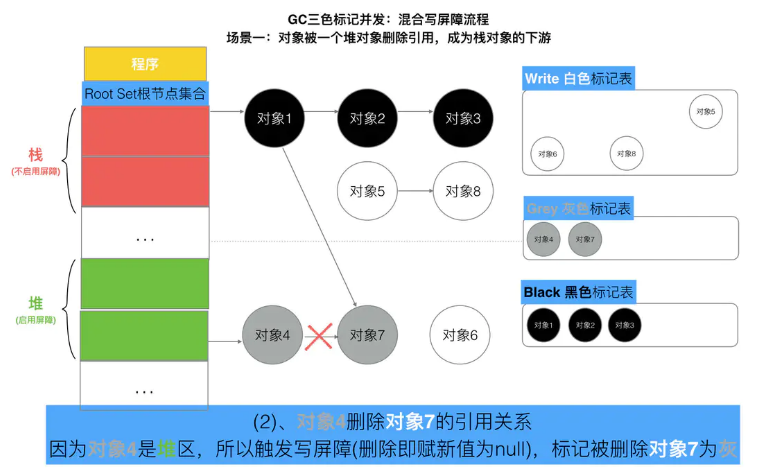 GC三色标记并发：混合写屏障流程
场景一：对象被一个堆对象删除引用，成为栈对象的下游
程序
Root Set根节点集合
栈
(不启用屏障)
...
堆
(启用屏障)
...
对象1
对象2
对象3
对象5
对象8
对象4
对象7
对象6
Write 白色标记表
对象5
对象6
对象8
Grey 灰色标记表
对象4
对象7
Black 黑色标记表
对象1
对象2
对象3
(2)、对象4删除对象7的引用关系
因为对象4是堆区，所以触发写屏障(删除即赋新值为null)，标记被删除对象7为灰